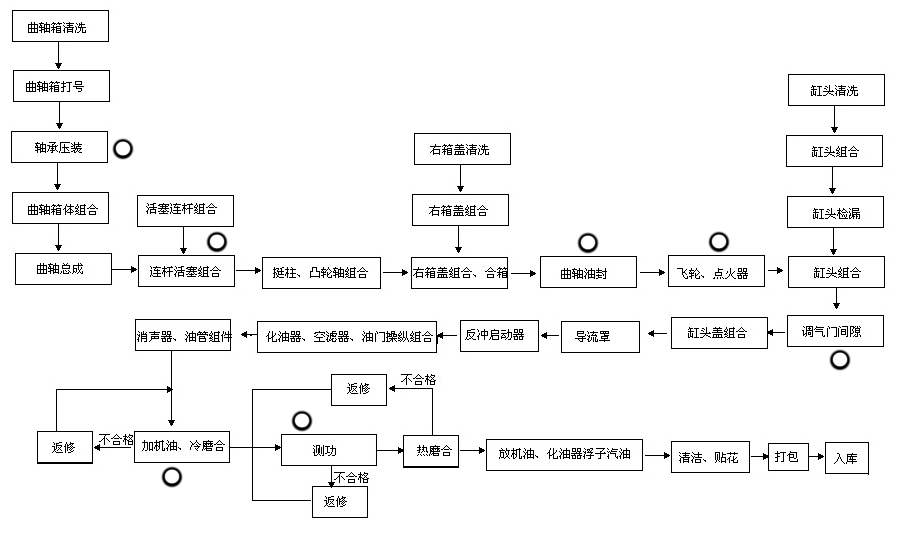 曲轴箱清洗
曲轴箱打号
轴承压装
曲轴箱体组合
曲轴总成
活塞连杆组合
连杆活塞组合
挺柱、凸轮轴组合
右箱盖清洗
右箱盖组合
右箱盖组合、合箱
曲轴油封
飞轮、点火器
缸头清洗
缸头组合
缸头检漏
缸头组合
调气门间隙
缸头盖组合
导流罩
反冲启动器
化油器、空滤器、油门操纵组合
消声器、油管组件
返修
不合格
加机油、冷磨合
返修
不合格
测功
不合格
返修
热磨合
放机油、化油器浮子汽油
清洁、贴花
打包
入库